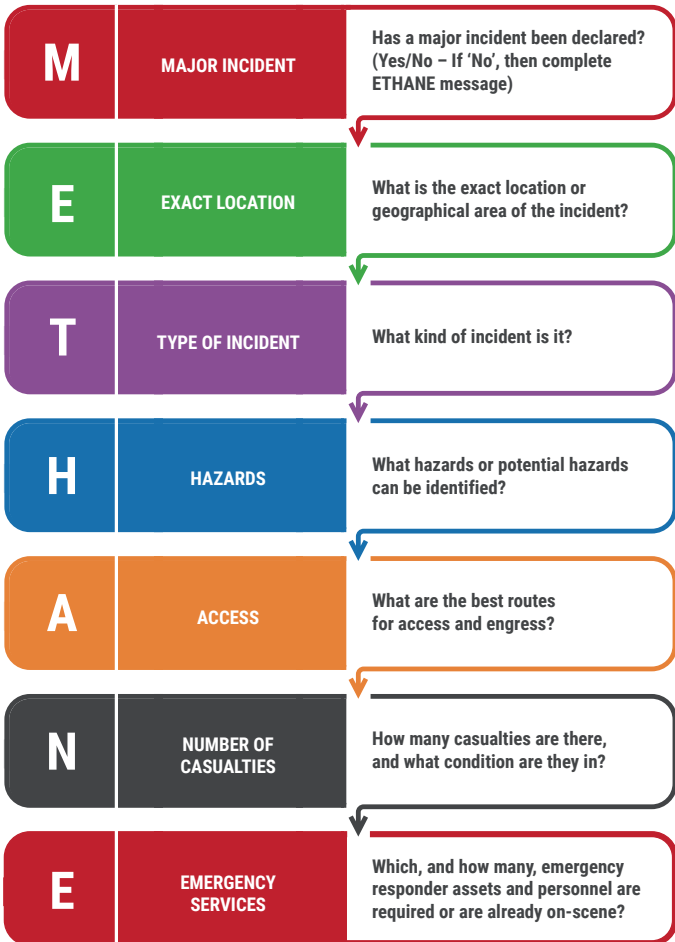 M
MAJOR INCIDENT
Has a major incident been declared?
(Yes/No – If ‘No’, then complete
ETHANE message)
E
EXACT LOCATION
What is the exact location or
geographical area of the incident?
T
TYPE OF INCIDENT
What kind of incident is it?
H
HAZARDS
What hazards or potential hazards
can be identified?
A
ACCESS
What are the best routes
for access and engress?
N
NUMBER OF
CASUALTIES
How many casualties are there,
and what condition are they in?
E
EMERGENCY
SERVICES
Which, and how many, emergency
responder assets and personnel are
required or are already on-scene?